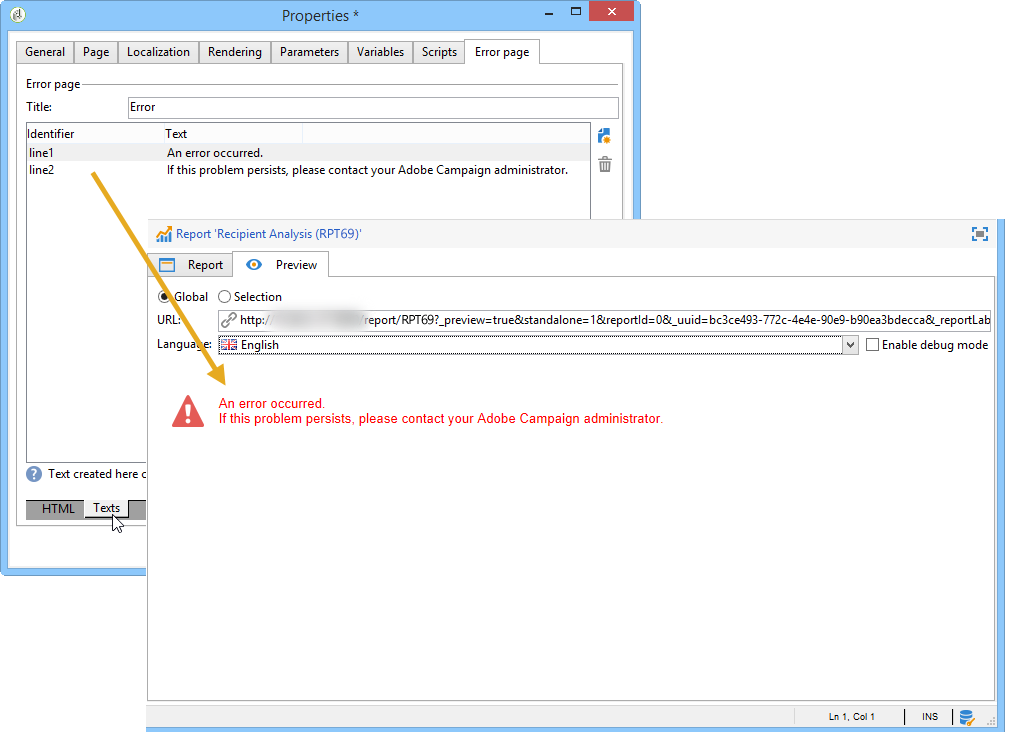 Properties *
General Page Localization Rendering Parameters Variables Scripts Error page
Error page
Title: Error
Identifier Text
line1 An error occurred.
line2 If this problem persists, please contact your Adobe Campaign administrator.
Text created here
HTML Texts
Report 'Recipient Analysis (RPT69)'
Report Preview
Global Selection
URL: http:/ /report/RPT69?_preview=true&standalone=1&reportId=0&_uuid=bc3ce493-772c-4e4e-90e9-b90ea3bdecca&_reportLab
Language: English Enable debug mode
An error occurred.
If this problem persists, please contact your Adobe Campaign administrator.
Ln 1, Col 1 INS